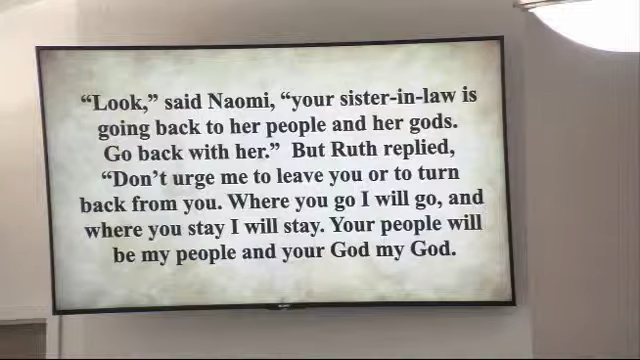 “Look,” said Naomi, “your sister-in-law is
going back to her people and her gods.
Go back with her.”  But Ruth replied,
“Don’t urge me to leave you or to turn
back from you. Where you go I will go, and
where you stay I will stay. Your people will
be my people and your God my God.